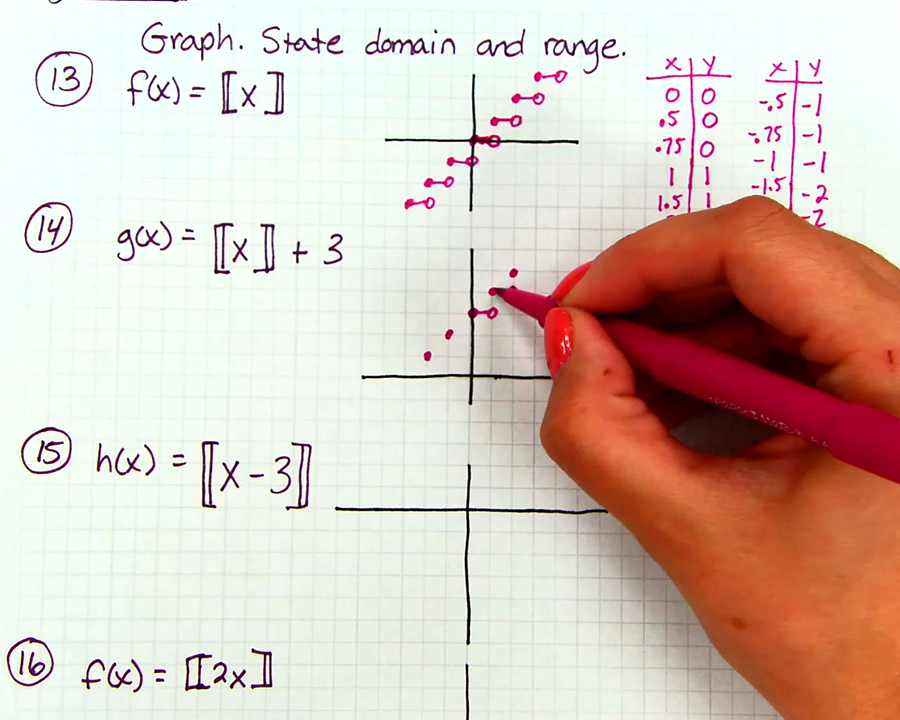 Graph. State domain and range.
13 f(x) = ⟦x⟧
x y
0 0
.5 0
.75 0
1 1
1.5 1
x y
-.5 -1
-.75 -1
-1 -1
-1.5 -2
-2
14 g(x) = ⟦x⟧ + 3
15 h(x) = ⟦x-3⟧
16 f(x) = ⟦2x⟧